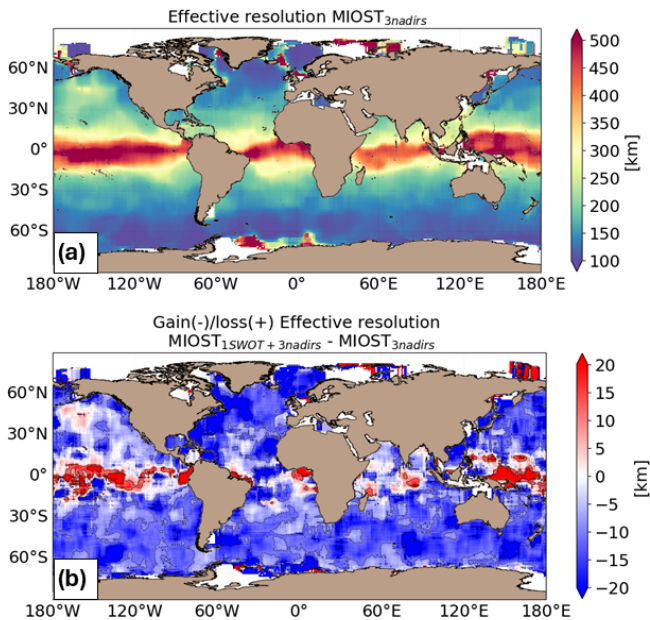 Effective resolution MIOST3nadirs
60°N
30°N
0°
30°S
60°S
(a)
180°W 120°W 60°W 0° 60°E 120°E 180°E
500
450
400
350
300
250
200
150
100
[km]
Gain(-)/loss(+) Effective resolution
MIOST1SWOT+3nadirs - MIOST3nadirs
60°N
30°N
0°
30°S
60°S
(b)
180°W 120°W 60°W 0° 60°E 120°E 180°E
20
15
10
5
0
−5
−10
−15
−20
[km]